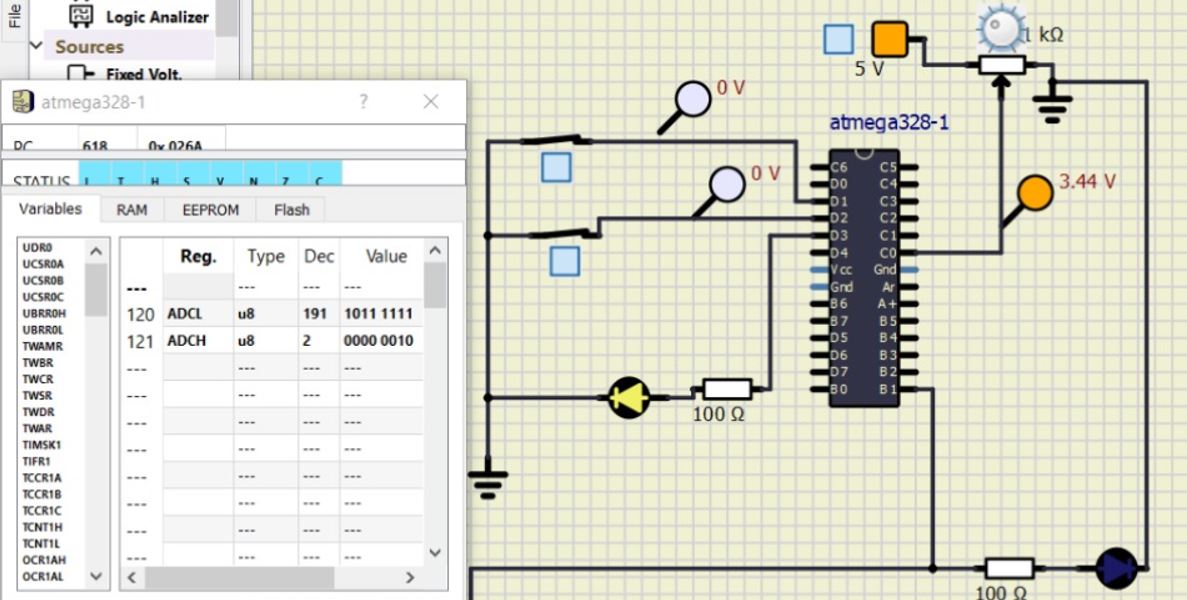 File
Logic Analizer
Sources
Fixed Volt.
atmega328-1
?
PC 618 0x 026A
STATUS I T H S V N Z C
Variables RAM EEPROM Flash
UDR0
UCSR0A
UCSR0B
UCSR0C
UBRR0H
UBRR0L
TWAMR
TWBR
TWCR
TWSR
TWDR
TWAR
TIMSK1
TIFR1
TCCR1A
TCCR1B
TCCR1C
TCNT1H
TCNT1L
OCR1AH
OCR1AL
Reg. Type Dec Value
--- --- --- ---
120 ADCL u8 191 1011 1111
121 ADCH u8 2 0000 0010
--- --- --- ---
--- --- --- ---
--- --- --- ---
--- --- --- ---
--- --- --- ---
--- --- --- ---
--- --- --- ---
--- --- --- ---
5 V
1 kΩ
0 V
0 V
3.44 V
atmega328-1
C6 C5
D0 C4
D1 C3
D2 C2
D3 C1
D4 C0
Vcc Gnd
Gnd Ar
B6 A+
B7 B5
D5 B4
D6 B3
D7 B2
B0 B1
100 Ω
100 Ω